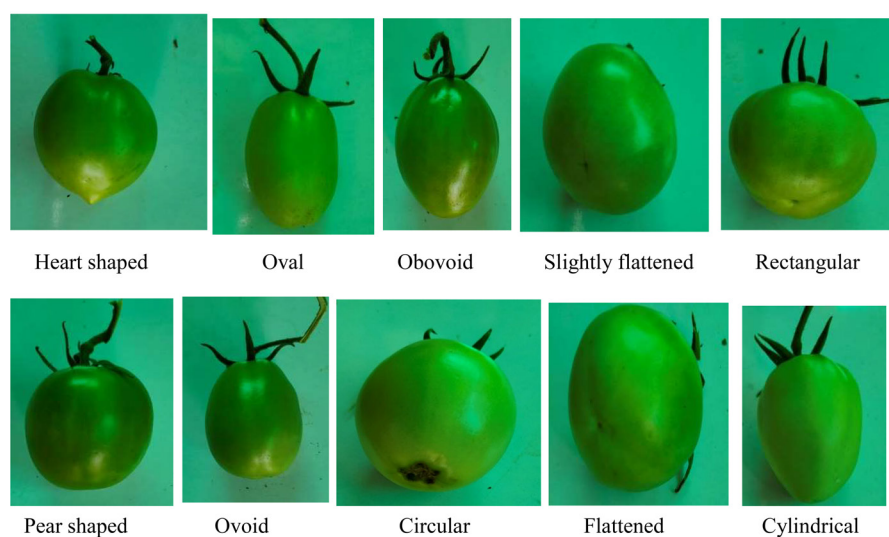 Heart shaped
Oval
Obovoid
Slightly flattened
Rectangular
Pear shaped
Ovoid
Circular
Flattened
Cylindrical